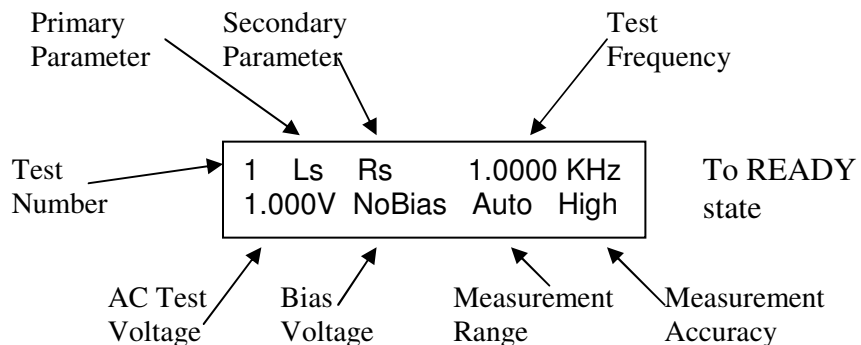 Primary Parameter
Secondary Parameter
Test Frequency
Test Number
1 Ls Rs 1.0000 KHz
1.000V NoBias Auto High
To READY state
AC Test Voltage
Bias Voltage
Measurement Range
Measurement Accuracy